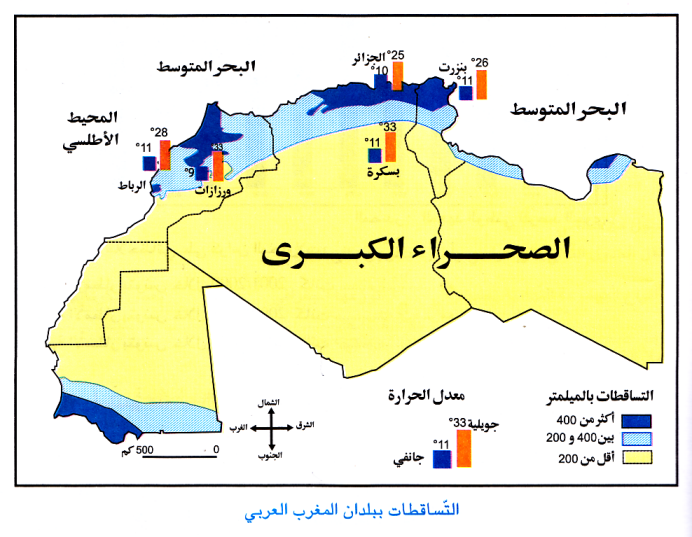 البحر المتوسط
الجزائر
°25
°10
بنزرت
°26
°11
البحر المتوسط
المحيط
الأطلسي
°28
°11
الرباط
°33
°9
ورزازات
°33
°11
بسكرة
الصحراء الكبرى
معدل الحرارة
جويلية °33
°11
جانفي
الشمال
الشرق
الغرب
الجنوب
0
500 كم
التساقطات بالميلمتر
أكثر من 400
بين 400 و 200
أقل من 200
التّساقطات ببلدان المغرب العربي